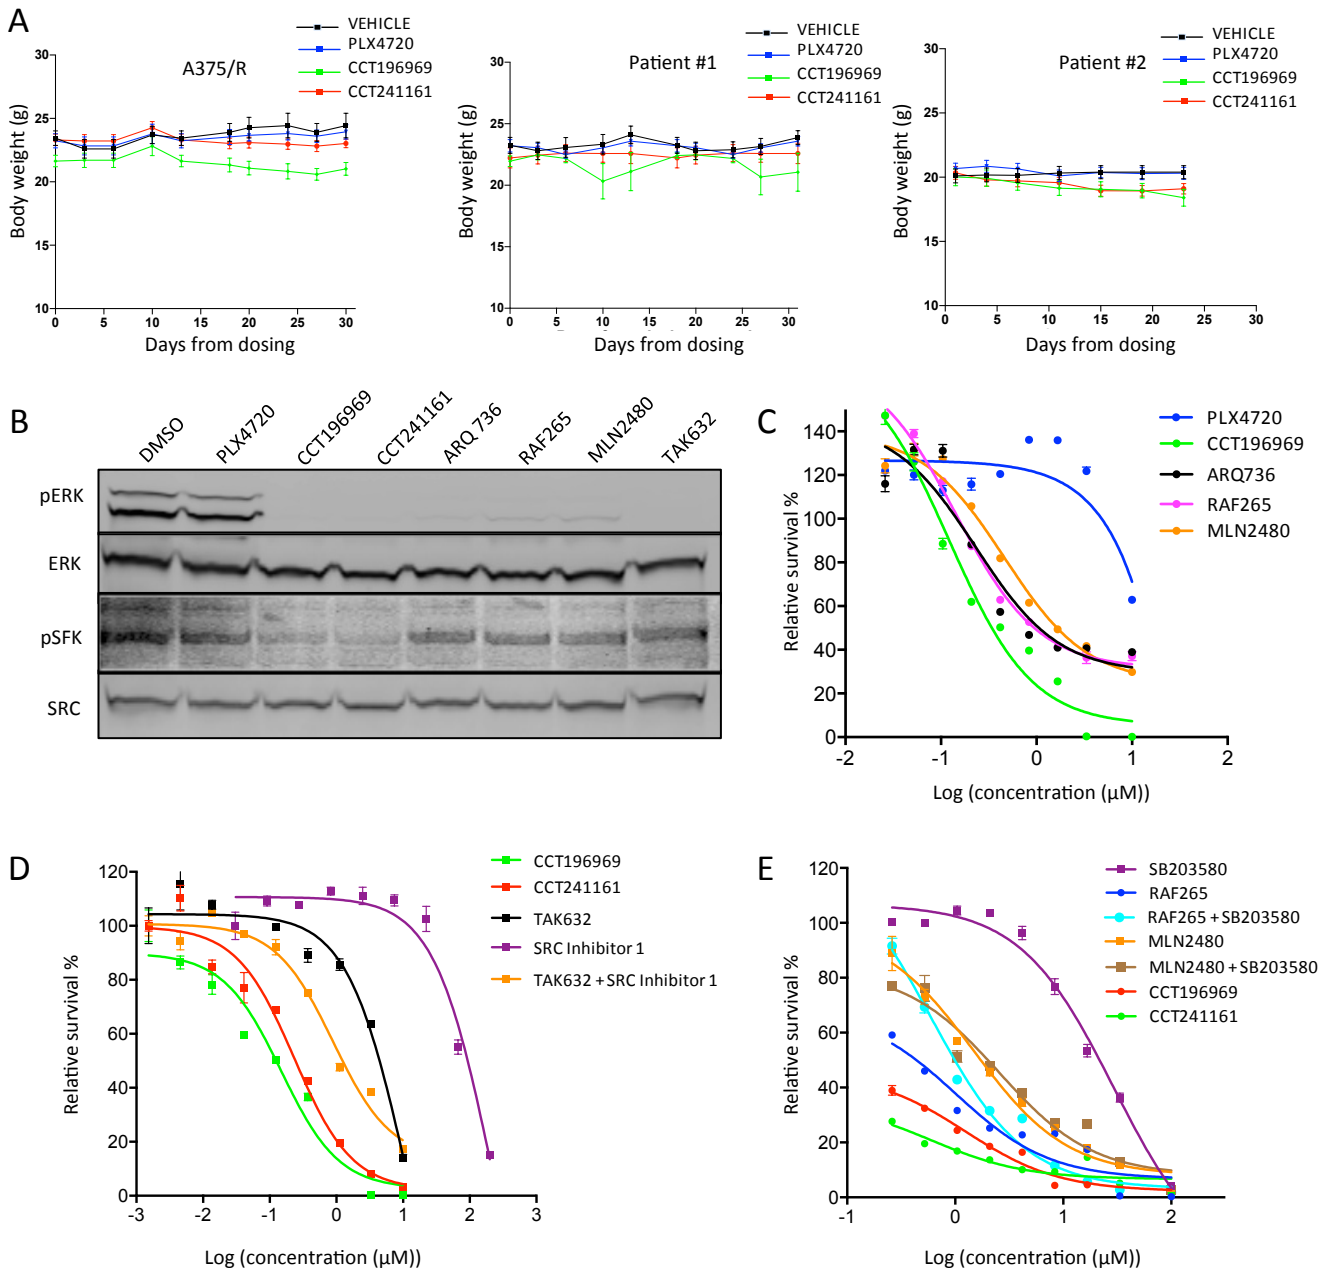 A
VEHICLE
PLX4720
CCT196969
CCT241161
A375/R
Body weight (g)
30
25
20
15
10
0 5 10 15 20 25 30
Days from dosing
VEHICLE
PLX4720
CCT196969
CCT241161
Patient #1
Body weight (g)
30
25
20
15
10
0 5 10 15 20 25 30
Days from dosing
VEHICLE
PLX4720
CCT196969
CCT241161
Patient #2
Body weight (g)
30
25
20
15
10
0 5 10 15 20 25 30
Days from dosing
B
DMSO
PLX4720
CCT196969
CCT241161
ARQ 736
RAF265
MLN2480
TAK632
pERK
ERK
pSFK
SRC
C
PLX4720
CCT196969
ARQ736
RAF265
MLN2480
Relative survival %
140
120
100
80
60
40
20
0
-2 -1 0 1 2
Log (concentration (μM))
D
CCT196969
CCT241161
TAK632
SRC Inhibitor 1
TAK632 + SRC Inhibitor 1
Relative survival %
120
100
80
60
40
20
0
-3 -2 -1 0 1 2 3
Log (concentration (μM))
E
SB203580
RAF265
RAF265 + SB203580
MLN2480
MLN2480 + SB203580
CCT196969
CCT241161
Relative survival %
120
100
80
60
40
20
0
-1 0 1 2
Log (concentration (μM))